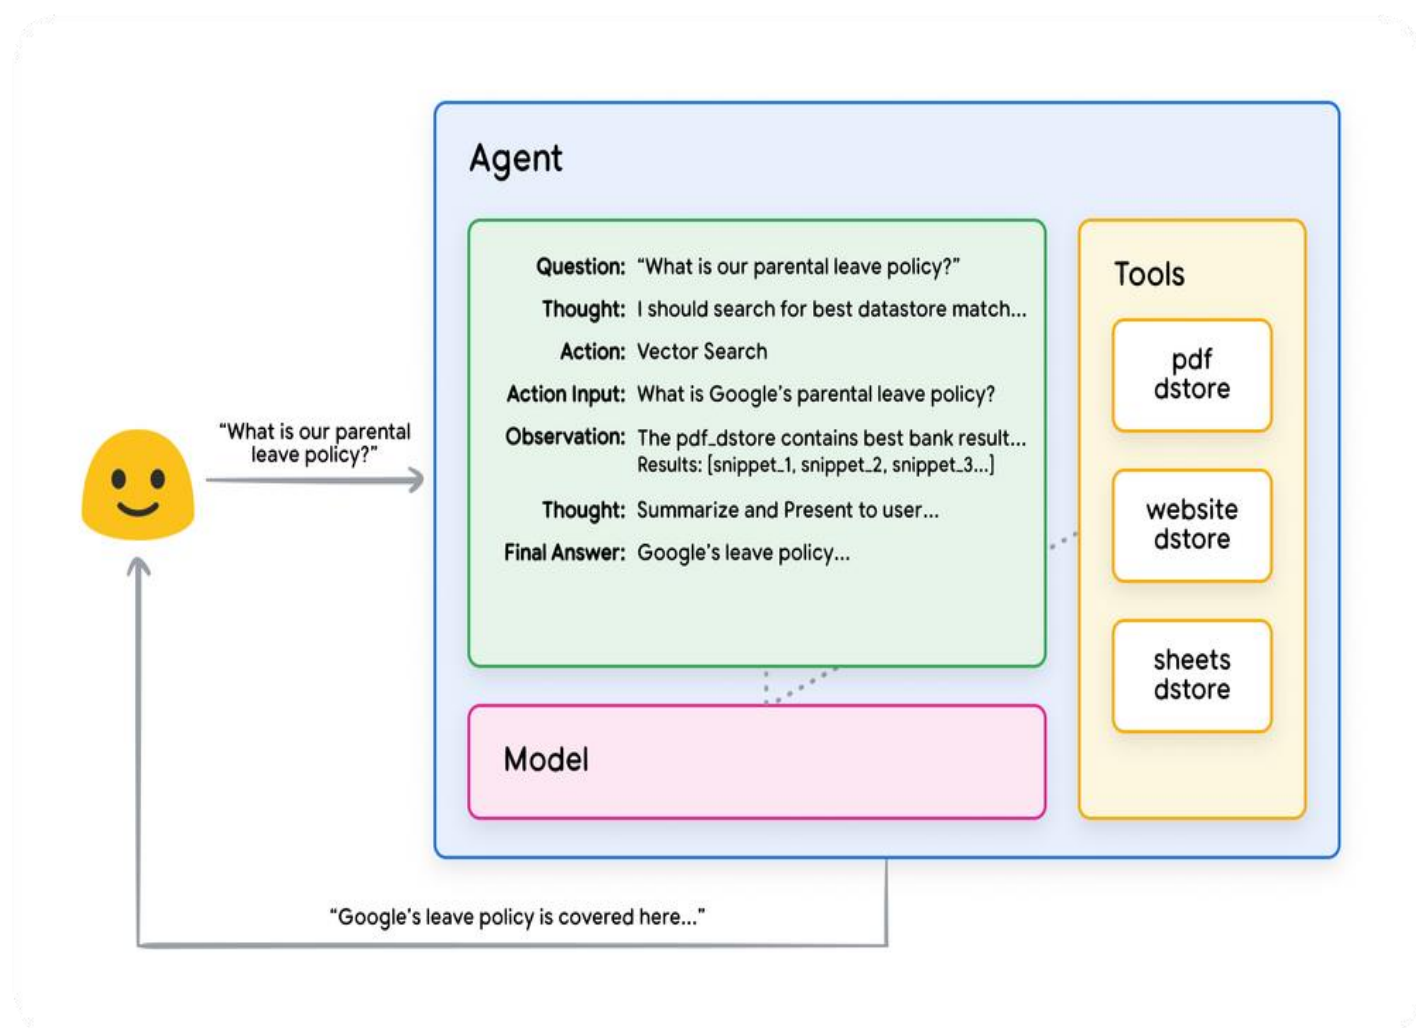 Agent
Question: “What is our parental leave policy?”
Thought: I should search for best datastore match...
Action: Vector Search
Action Input: What is Google's parental leave policy?
Observation: The pdf_dstore contains best bank result...
Results: [snippet_1, snippet_2, snippet_3...]
Thought: Summarize and Present to user...
Final Answer: Google's leave policy...
Tools
pdf
dstore
website
dstore
sheets
dstore
“What is our parental
leave policy?”
Model
“Google's leave policy is covered here...”